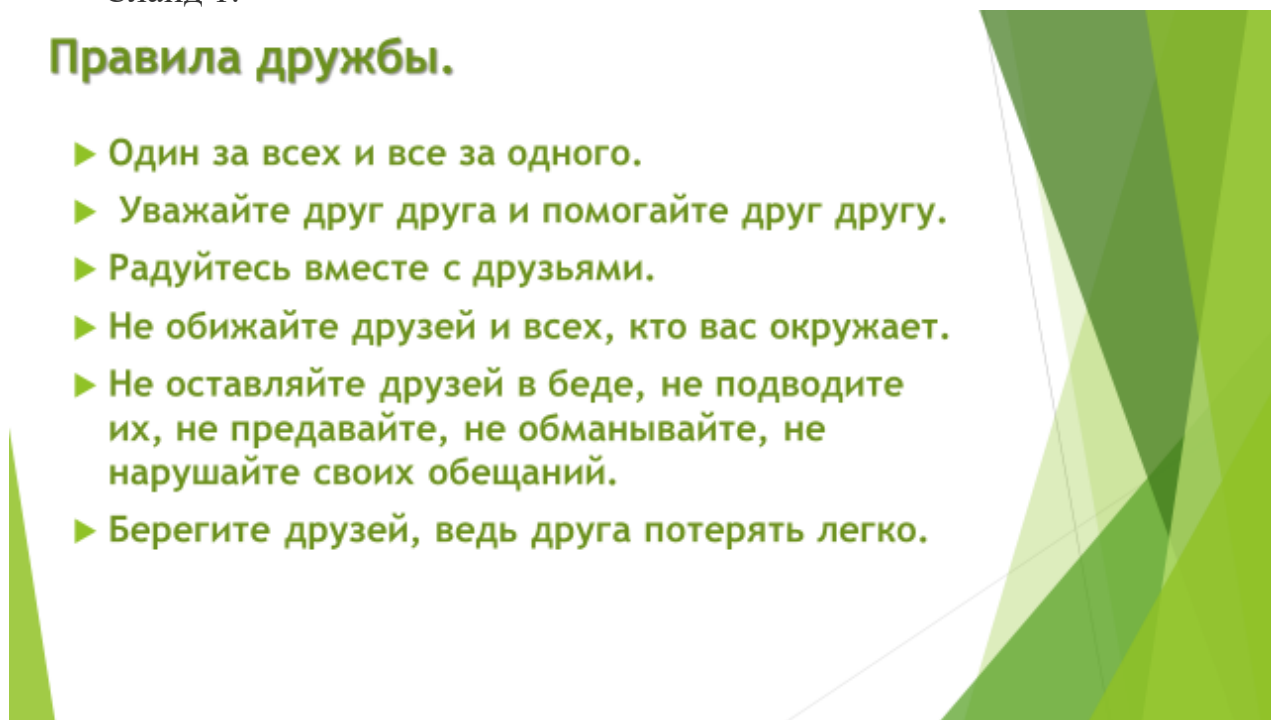 Слайд 1.
Правила дружбы.
Один за всех и все за одного.
Уважайте друг друга и помогайте друг другу.
Радуйтесь вместе с друзьями.
Не обижайте друзей и всех, кто вас окружает.
Не оставляйте друзей в беде, не подводите
их, не предавайте, не обманывайте, не
нарушайте своих обещаний.
Берегите друзей, ведь друга потерять легко.